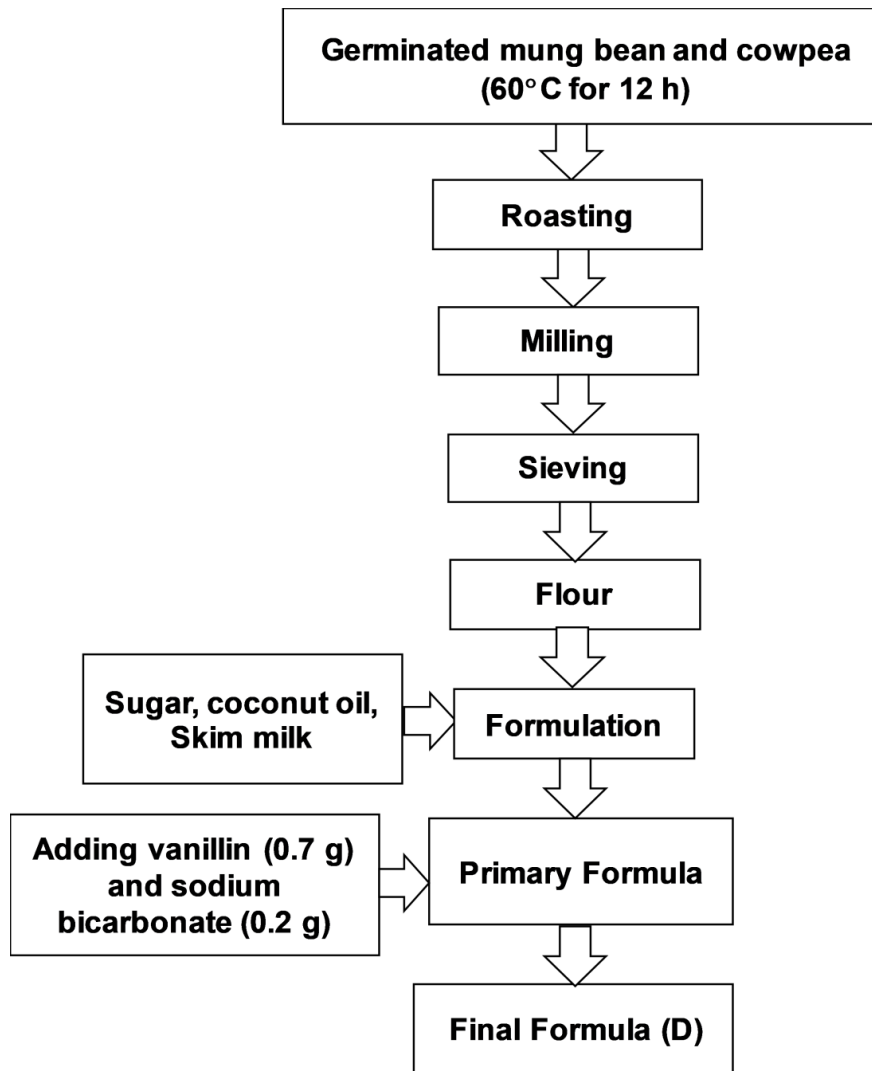 Germinated mung bean and cowpea
(60°C for 12 h)
Roasting
Milling
Sieving
Flour
Sugar, coconut oil,
Skim milk
Formulation
Adding vanillin (0.7 g)
and sodium
bicarbonate (0.2 g)
Primary Formula
Final Formula (D)